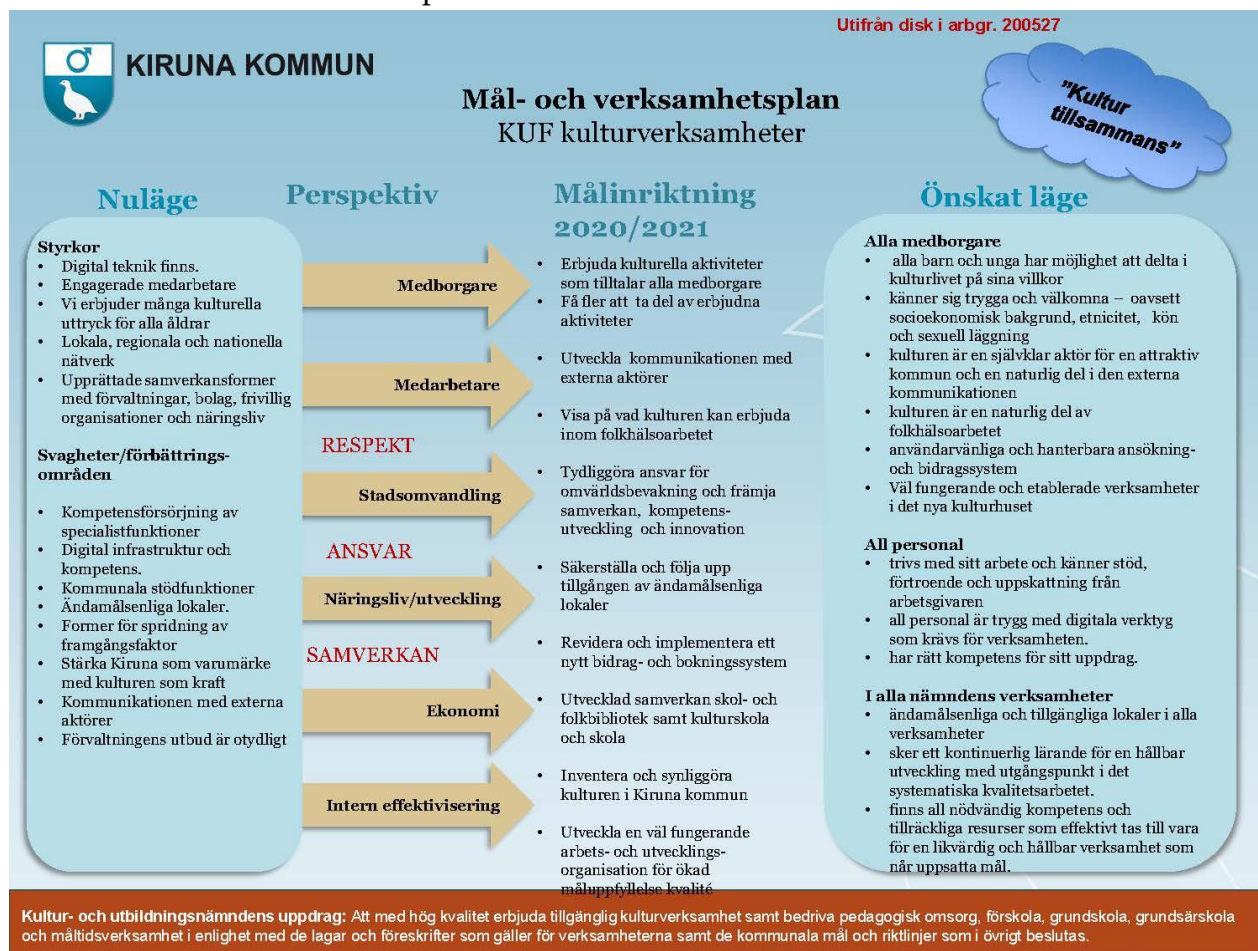 Utifrån disk i arbgr. 200527
KIRUNA KOMMUN
Mål- och verksamhetsplan
KUF kulturverksamheter
"Kultur
tillsammans"
Nuläge
Styrkor
• Digital teknik finns.
• Engagerade medarbetare
• Vi erbjuder många kulturella
uttryck för alla åldrar
• Lokala, regionala och nationella
nätverk
• Upprättade samverkansformer
med förvaltningar, bolag, frivillig
organisationer och näringsliv
Svagheter/förbättrings-
områden
• Kompetensförsörjning av
specialistfunktioner
• Digital infrastruktur och
kompetens.
• Kommunala stödfunktioner
• Ändamålsenliga lokaler.
• Former för spridning av
framgångsfaktor
• Stärka Kiruna som varumärke
med kulturen som kraft
• Kommunikationen med externa
aktörer
• Förvaltningens utbud är otydligt
Perspektiv
Medborgare
Medarbetare
RESPEKT
Stadsomvandling
ANSVAR
Näringsliv/utveckling
SAMVERKAN
Ekonomi
Intern effektivisering
Målinriktning
2020/2021
• Erbjuda kulturella aktiviteter
som tilltalar alla medborgare
• Få fler att ta del av erbjudna
aktiviteter
• Utveckla kommunikationen med
externa aktörer
• Visa på vad kulturen kan erbjuda
inom folkhälsoarbetet
• Tydliggöra ansvar för
omvärldsbevakning och främja
samverkan, kompetens-
utveckling och innovation
• Säkerställa och följa upp
tillgången av ändamålsenliga
lokaler
• Revidera och implementera ett
nytt bidrag- och bokningssystem
• Utvecklad samverkan skol- och
folkbibliotek samt kulturskola
och skola
• Inventera och synliggöra
kulturen i Kiruna kommun
• Utveckla en väl fungerande
arbets- och utvecklings-
organisation för ökad
måluppfyllelse kvalité
Önskat läge
Alla medborgare
• alla barn och unga har möjlighet att delta i
kulturlivet på sina villkor
• känner sig trygga och välkomna – oavsett
socioekonomisk bakgrund, etnicitet, kön
och sexuell läggning
• kulturen är en självklar aktör för en attraktiv
kommun och en naturlig del i den externa
kommunikationen
• kulturen är en naturlig del av
folkhälsoarbetet
• användarvänliga och hanterbara ansökning-
och bidragssystem
• Väl fungerande och etablerade verksamheter
i det nya kulturhuset
All personal
• trivs med sitt arbete och känner stöd,
förtroende och uppskattning från
arbetsgivaren
• all personal är trygg med digitala verktyg
som krävs för verksamheten.
• har rätt kompetens för sitt uppdrag.
I alla nämndens verksamheter
• ändamålsenliga och tillgängliga lokaler i alla
verksamheter
• sker ett kontinuerlig lärande för en hållbar
utveckling med utgångspunkt i det
systematiska kvalitetsarbetet.
• finns all nödvändig kompetens och
tillräckliga resurser som effektivt tas till vara
för en likvärdig och hållbar verksamhet som
når uppsatta mål.
Kultur- och utbildningsnämndens uppdrag: Att med hög kvalitet erbjuda tillgänglig kulturverksamhet samt bedriva pedagogisk omsorg, förskola, grundskola, grundsärskola
och måltidsverksamhet i enlighet med de lagar och föreskrifter som gäller för verksamheterna samt de kommunala mål och riktlinjer som i övrigt beslutas.